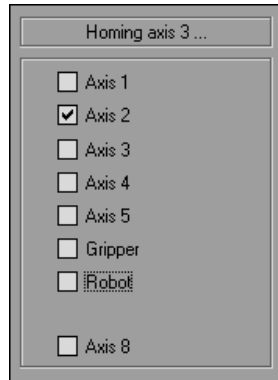 Homing axis 3 ...
Axis 1
Axis 2
Axis 3
Axis 4
Axis 5
Gripper
Robot
Axis 8